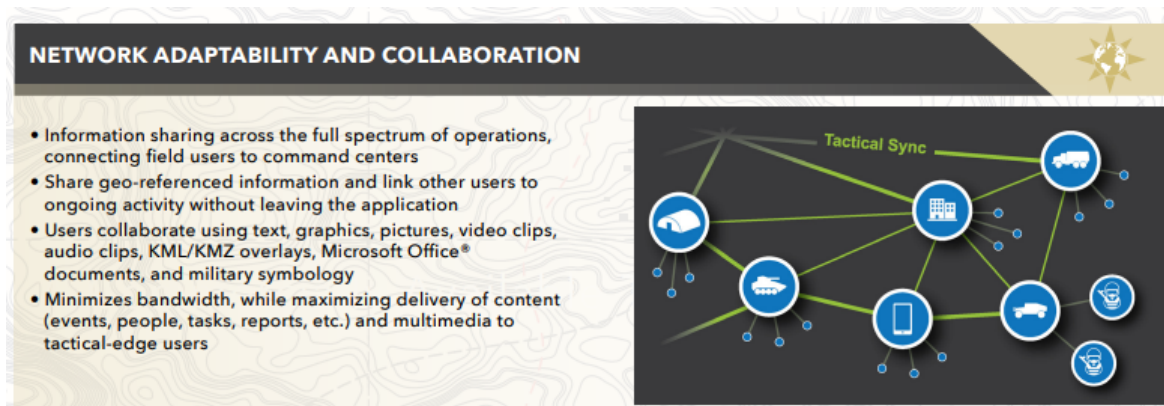 NETWORK ADAPTABILITY AND COLLABORATION
• Information sharing across the full spectrum of operations,
connecting field users to command centers
• Share geo-referenced information and link other users to
ongoing activity without leaving the application
• Users collaborate using text, graphics, pictures, video clips,
audio clips, KML/KMZ overlays, Microsoft Office®
documents, and military symbology
• Minimizes bandwidth, while maximizing delivery of content
(events, people, tasks, reports, etc.) and multimedia to
tactical-edge users
Tactical Sync